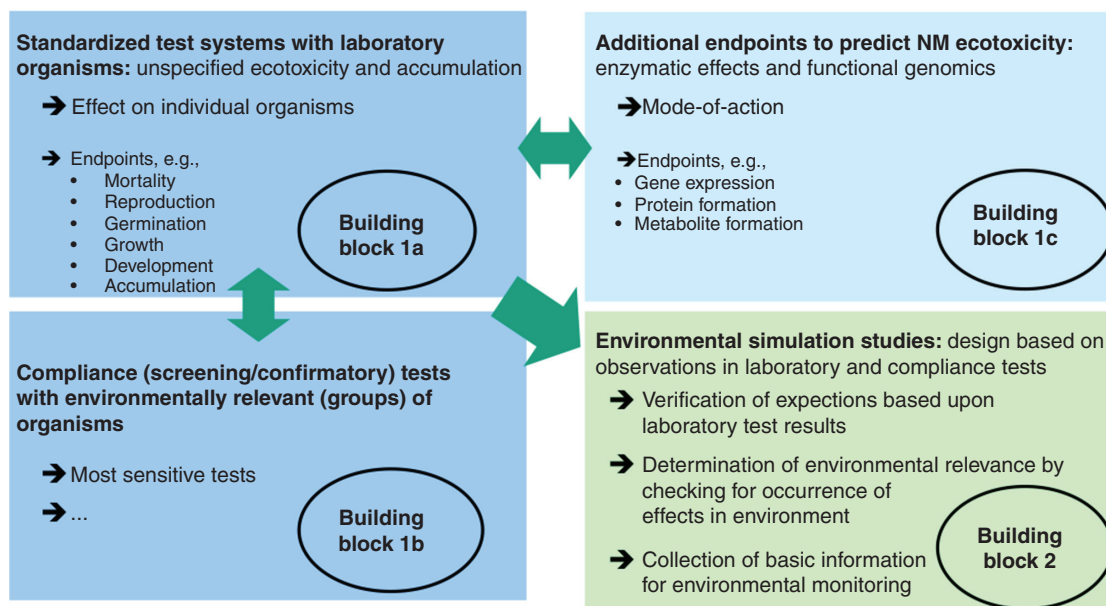 Standardized test systems with laboratory
organisms: unspecified ecotoxicity and accumulation
➔ Effect on individual organisms
➔ Endpoints, e.g.,
• Mortality
• Reproduction
• Germination
• Growth
• Development
• Accumulation
Building
block 1a
Additional endpoints to predict NM ecotoxicity:
enzymatic effects and functional genomics
➔Mode-of-action
➔Endpoints, e.g.,
• Gene expression
• Protein formation
• Metabolite formation
Building
block 1c
Compliance (screening/confirmatory) tests
with environmentally relevant (groups) of
organisms
➔ Most sensitive tests
➔ ...
Building
block 1b
Environmental simulation studies: design based on
observations in laboratory and compliance tests
➔ Verification of expections based upon
laboratory test results
➔ Determination of environmental relevance by
checking for occurrence of
effects in environment
➔ Collection of basic information
for environmental monitoring
Building
block 2